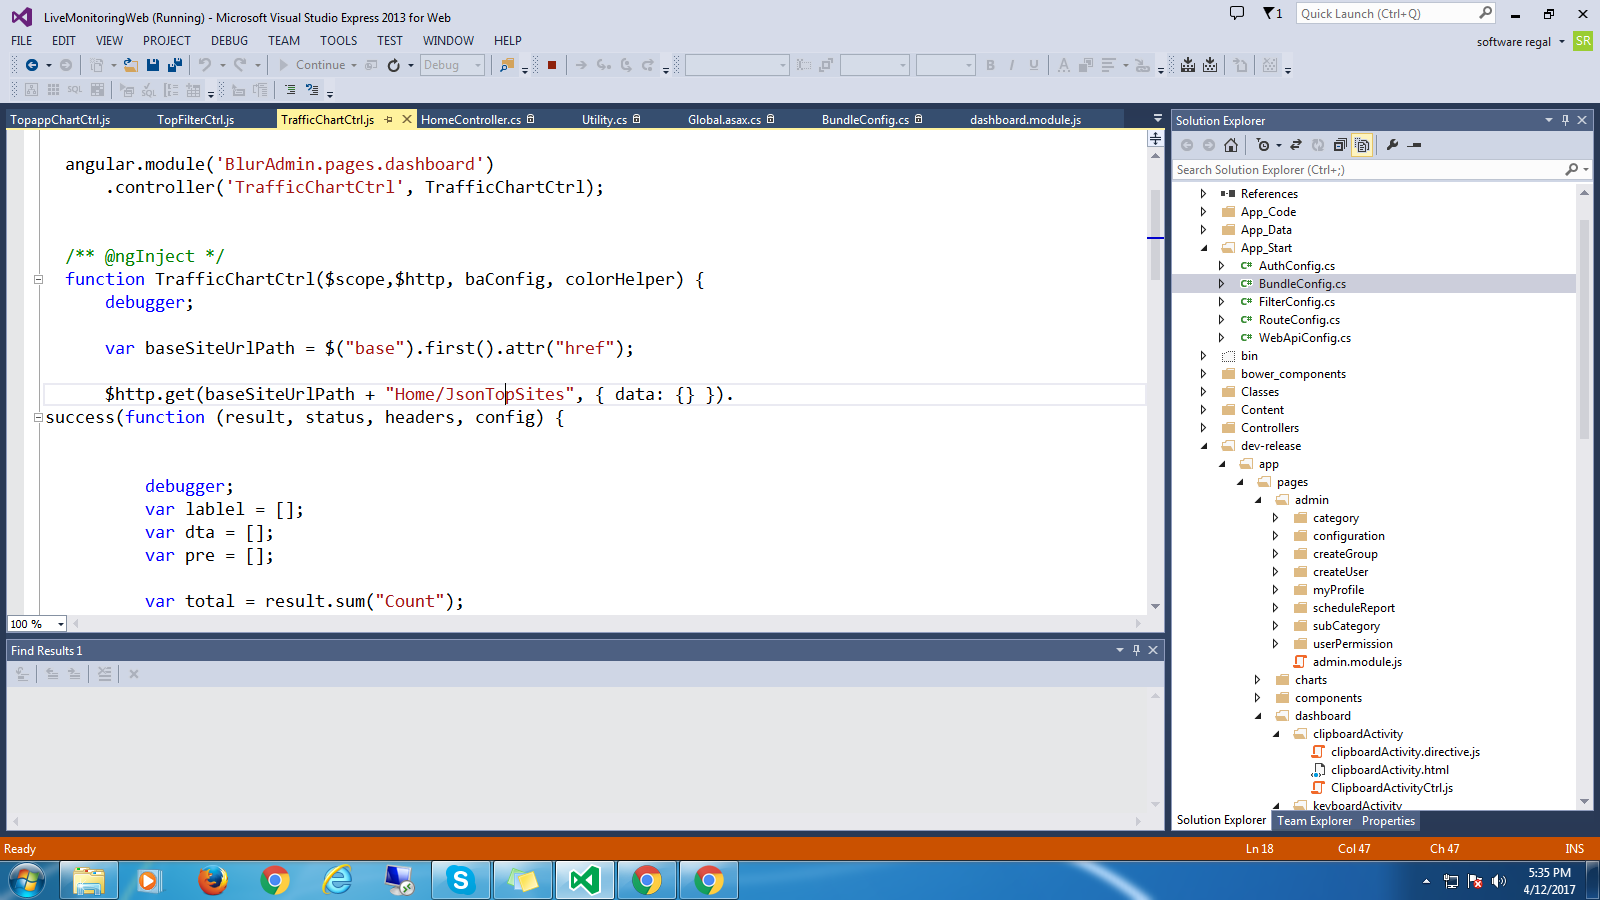 LiveMonitoringWeb (Running) - Microsoft Visual Studio Express 2013 for Web
1
Quick Launch (Ctrl+Q)
FILE EDIT VIEW PROJECT DEBUG TEAM TOOLS TEST WINDOW HELP
software regal
SR
Continue
Debug
SQL
SQL
TopappChartCtrl.js TopFilterCtrl.js TrafficChartCtrl.js HomeController.cs Utility.cs Global.asax.cs BundleConfig.cs dashboard.module.js
angular.module('BlurAdmin.pages.dashboard')
.controller('TrafficChartCtrl', TrafficChartCtrl);
/** @ngInject */
function TrafficChartCtrl($scope,$http, baConfig, colorHelper) {
debugger;
var baseSiteUrlPath = $("base").first().attr("href");
$http.get(baseSiteUrlPath + "Home/JsonTopSites", { data: {} }).
success(function (result, status, headers, config) {
debugger;
var lablel = [];
var dta = [];
var pre = [];
var total = result.sum("Count");
100 %
Find Results 1
Solution Explorer
Search Solution Explorer (Ctrl+;)
References
App_Code
App_Data
App_Start
C# AuthConfig.cs
C# BundleConfig.cs
C# FilterConfig.cs
C# RouteConfig.cs
C# WebApiConfig.cs
bin
bower_components
Classes
Content
Controllers
dev-release
app
pages
admin
category
configuration
createGroup
createUser
myProfile
scheduleReport
subCategory
userPermission
admin.module.js
charts
components
dashboard
clipboardActivity
clipboardActivity.directive.js
clipboardActivity.html
ClipboardActivityCtrl.js
keyboardActivity
Solution Explorer Team Explorer Properties
Ready
Ln 18 Col 47 Ch 47 INS
5:35 PM
4/12/2017